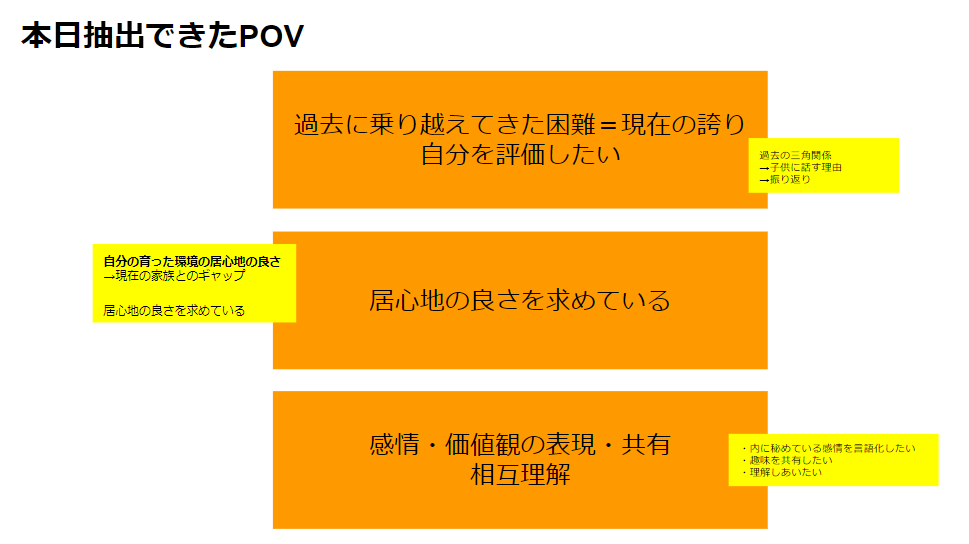 本日抽出できたPOV
過去に乗り越えてきた困難＝現在の誇り
自分を評価したい
過去の三角関係
→子供に話す理由
→振り返り
自分の育った環境の居心地の良さ
→現在の家族とのギャップ
居心地の良さを求めている
居心地の良さを求めている
感情・価値観の表現・共有
相互理解
・内に秘めている感情を言語化したい
・趣味を共有したい
・理解しあいたい